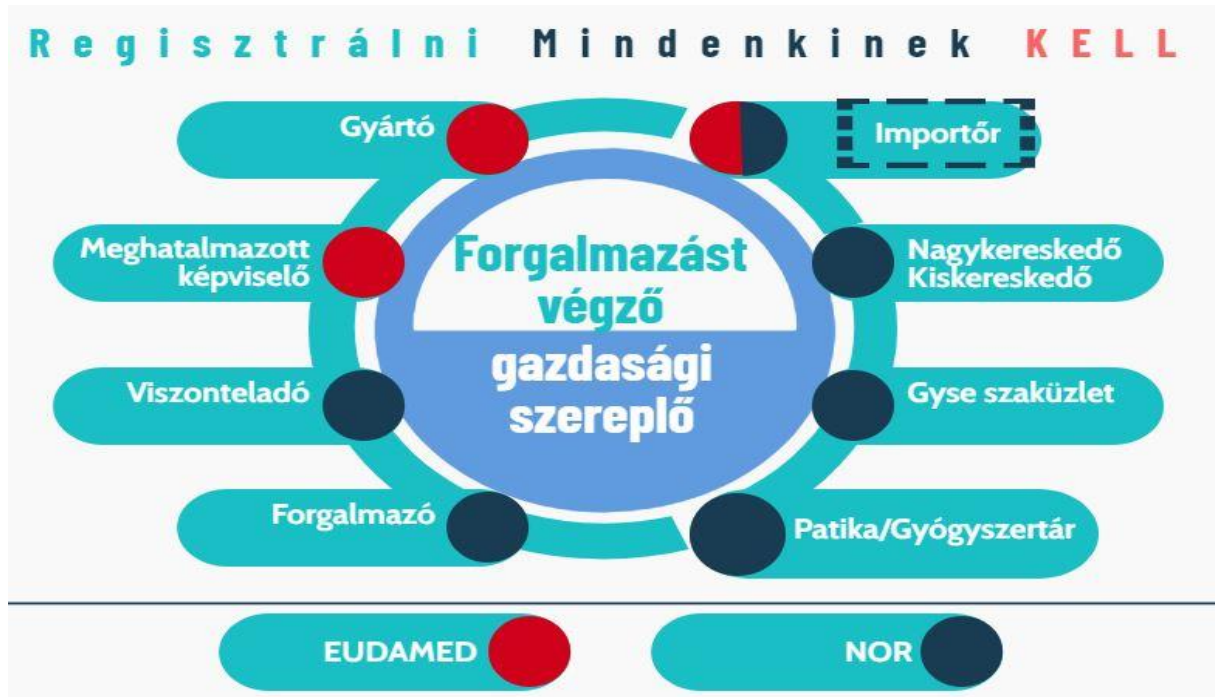 Regisztrálni Mindenkinek KELL
Gyártó
Importőr
Meghatalmazott
képviselő
Forgalmazást
végző
gazdasági
szereplő
Nagykereskedő
Kiskereskedő
Viszonteladó
Gyse szaküzlet
Forgalmazó
Patika/Gyógyszertár
EUDAMED
NOR